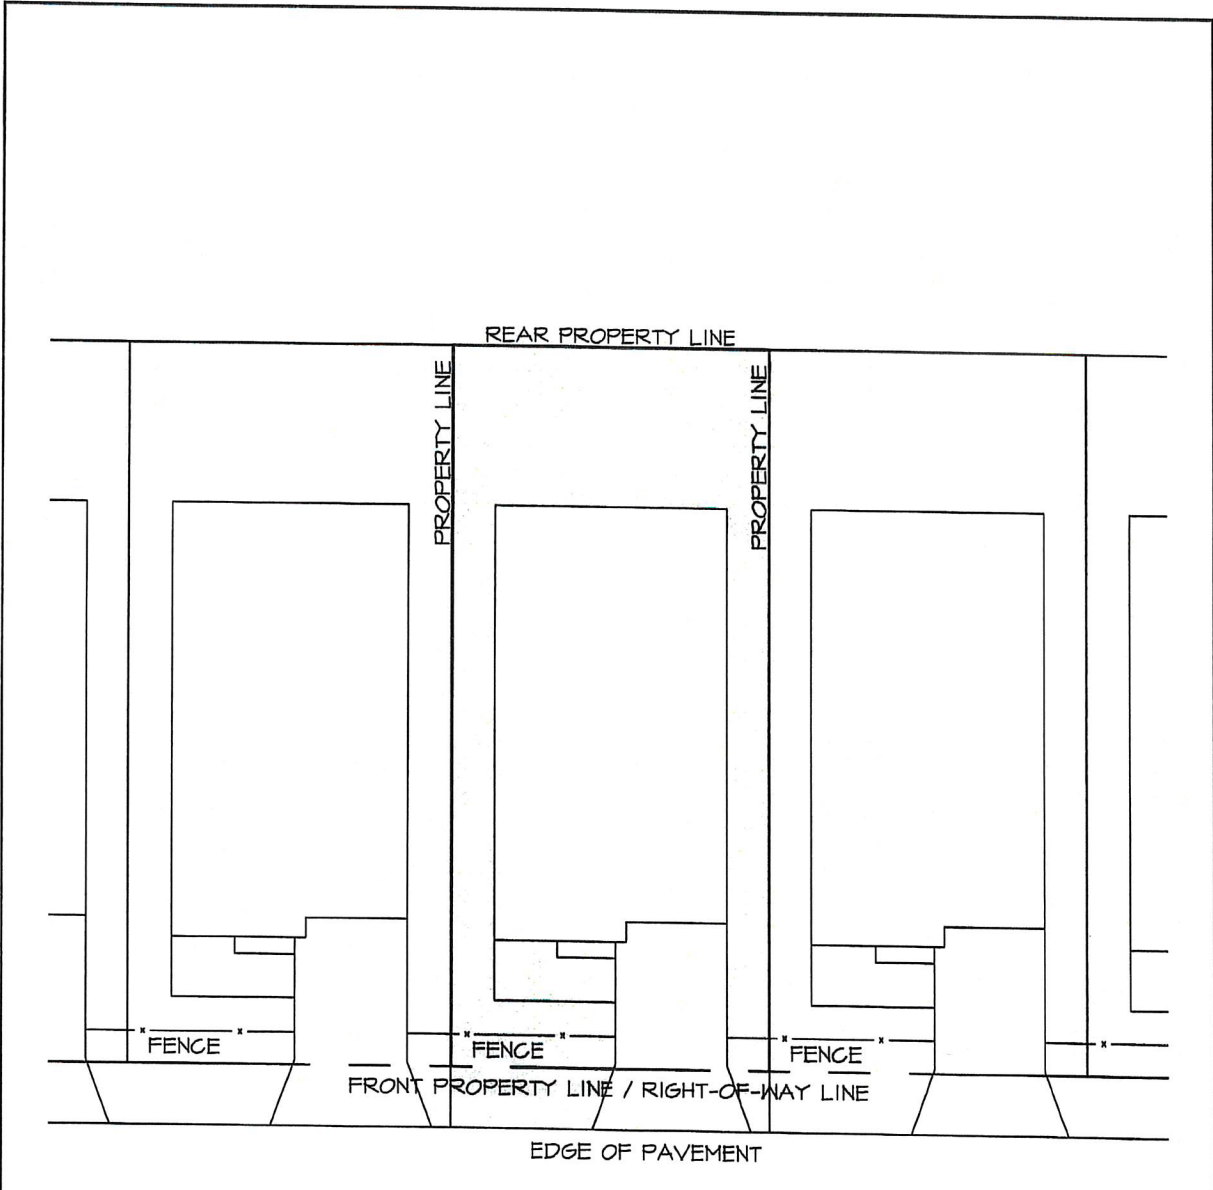 REAR PROPERTY LINE
PROPERTY LINE
PROPERTY LINE
FENCE
FENCE
FENCE
FRONT PROPERTY LINE / RIGHT-OF-WAY LINE
EDGE OF PAVEMENT